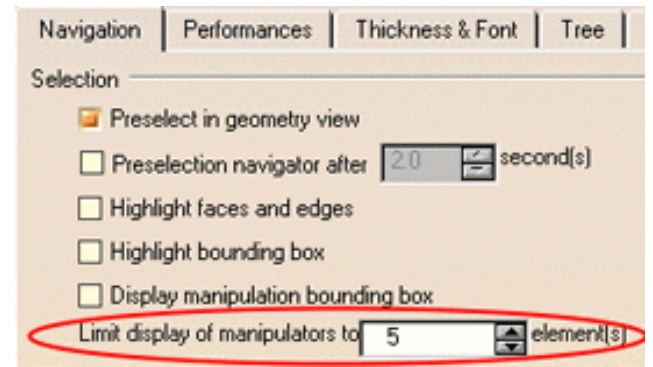 Navigation Performances Thickness & Font Tree
Selection
Preselect in geometry view
Preselection navigator after 2.0 second(s)
Highlight faces and edges
Highlight bounding box
Display manipulation bounding box
Limit display of manipulators to 5 element(s)